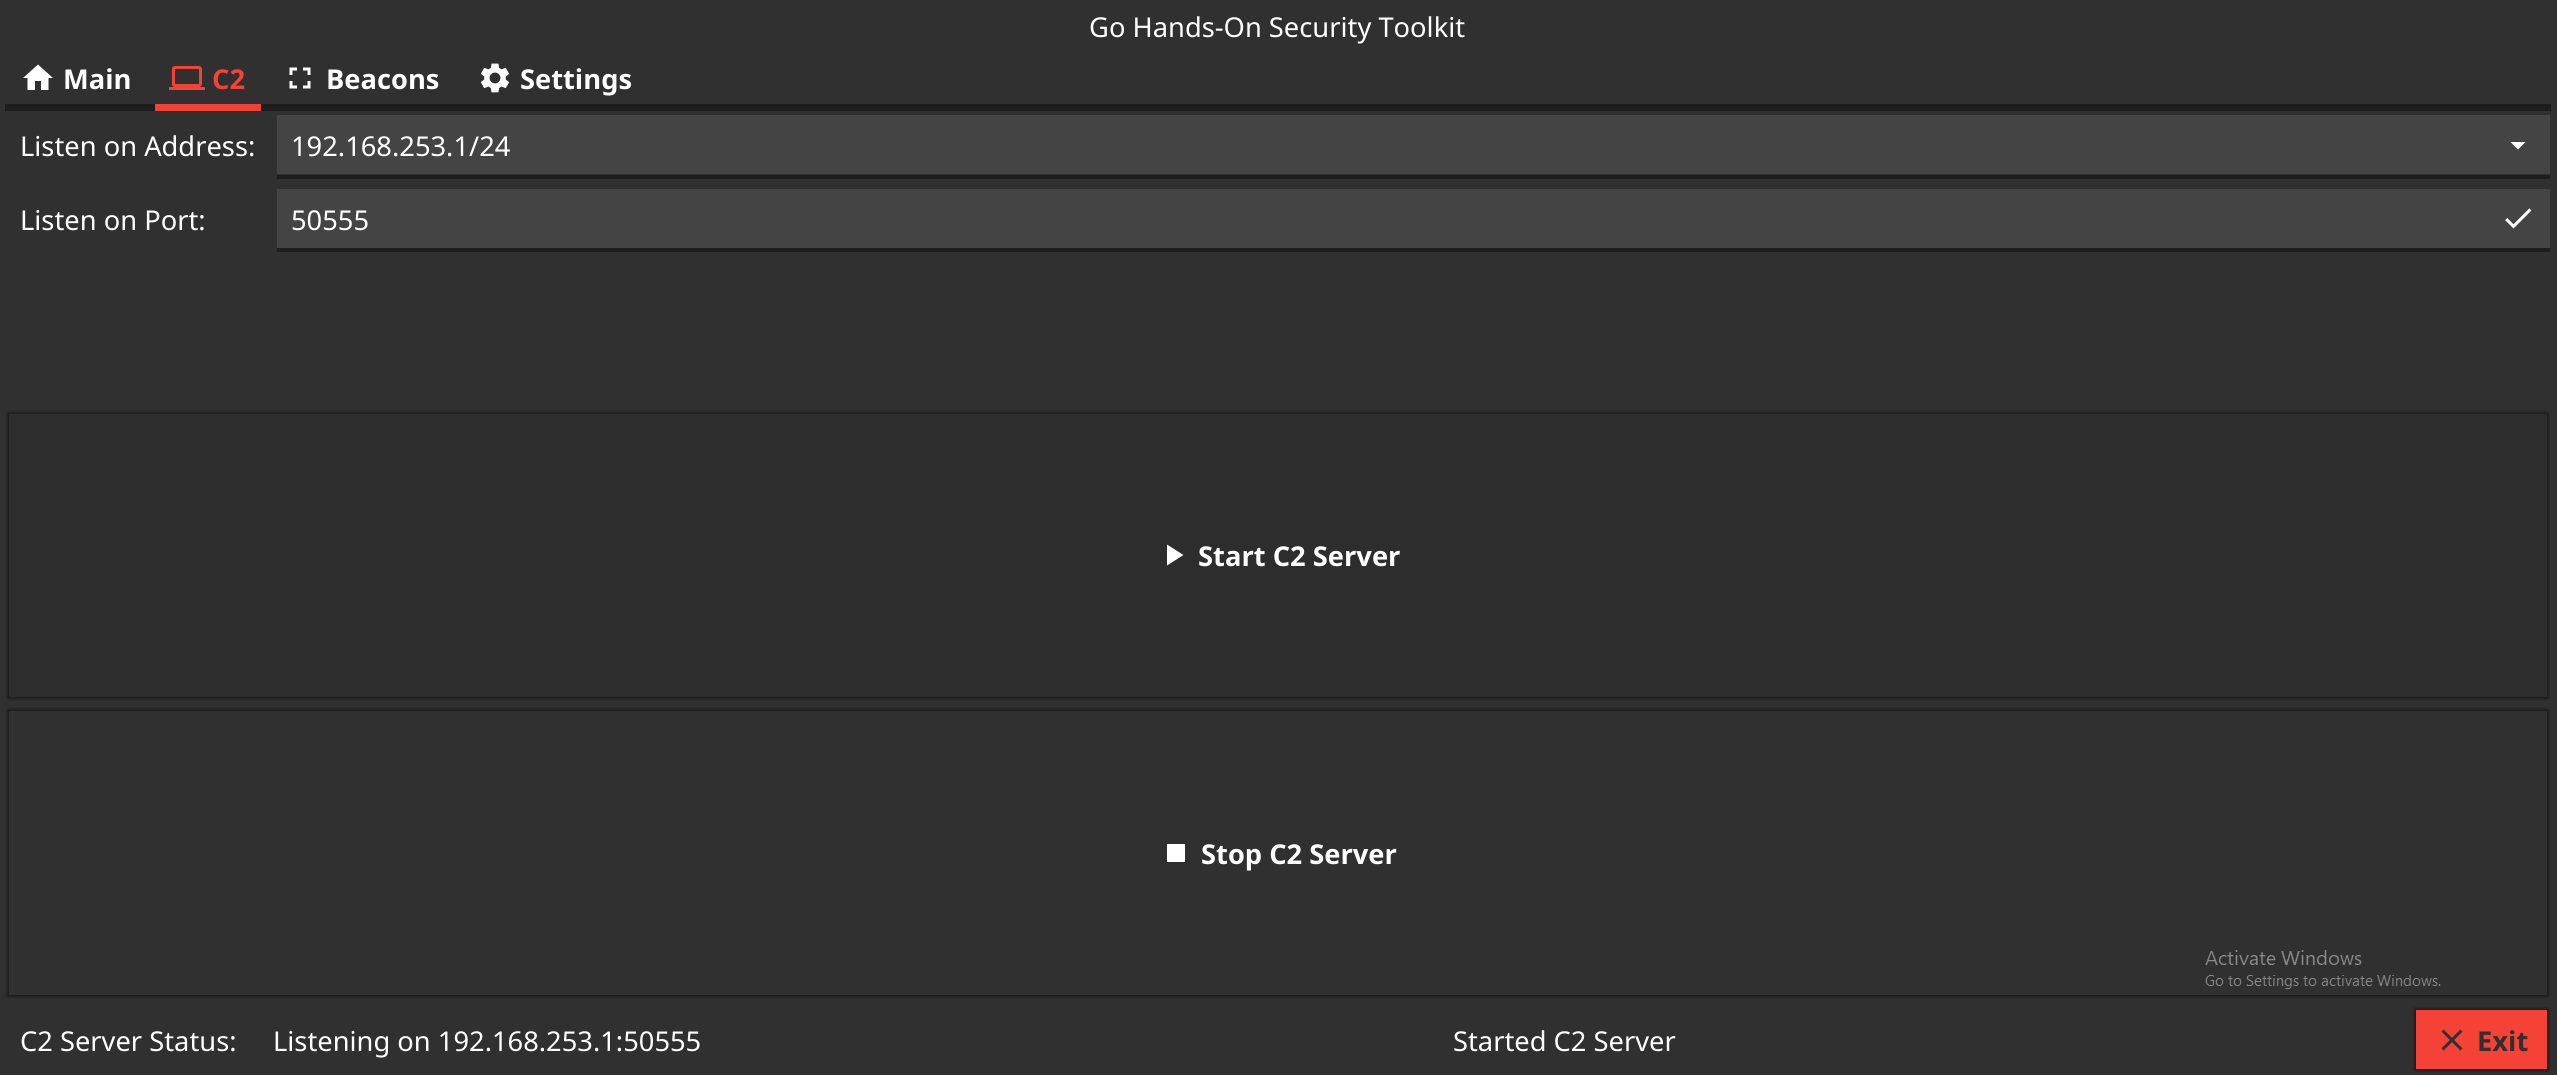 Go Hands-On Security Toolkit
Main C2 Beacons Settings
Listen on Address: 192.168.253.1/24
Listen on Port: 50555
Start C2 Server
Stop C2 Server
Activate Windows
Go to Settings to activate Windows.
C2 Server Status: Listening on 192.168.253.1:50555 Started C2 Server Exit